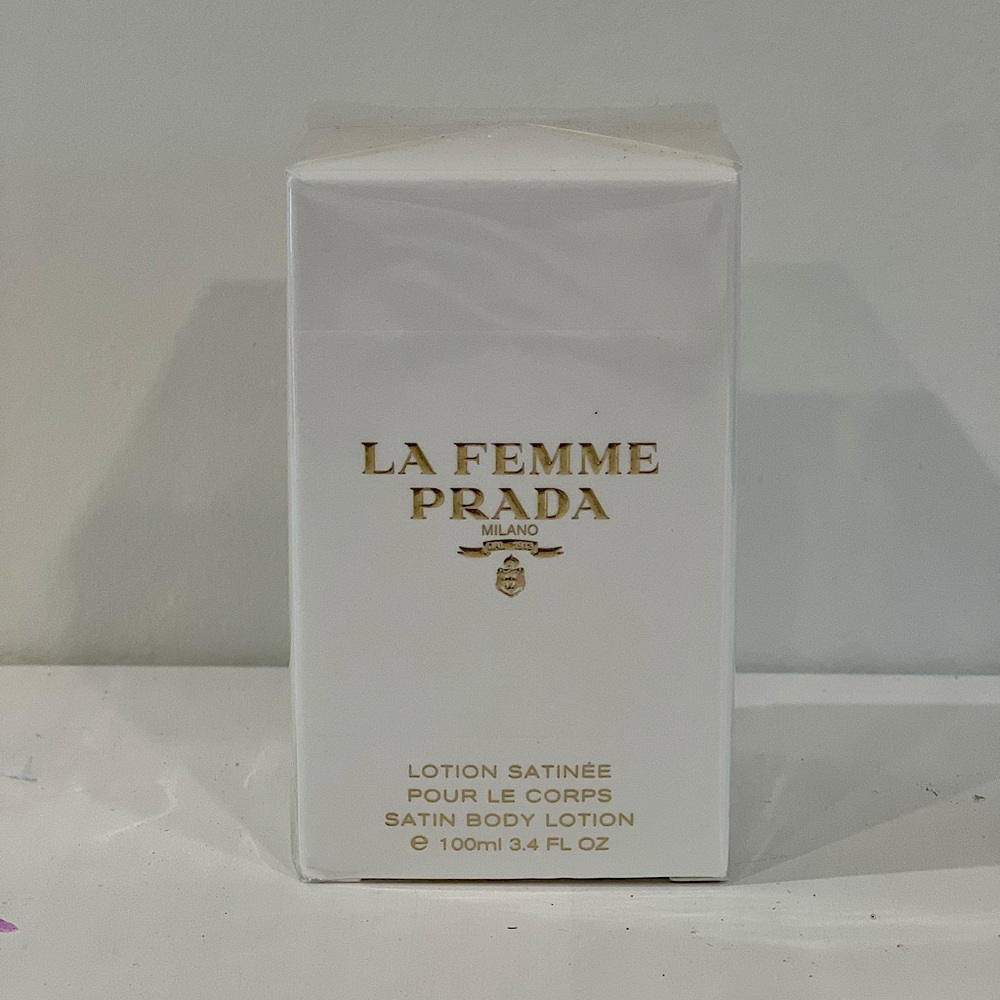 LA FEMME
PRADA
MILANO
LOTION SATINÉE
POUR LE CORPS
SATIN BODY LOTION
e 100ml 3.4 FL OZ